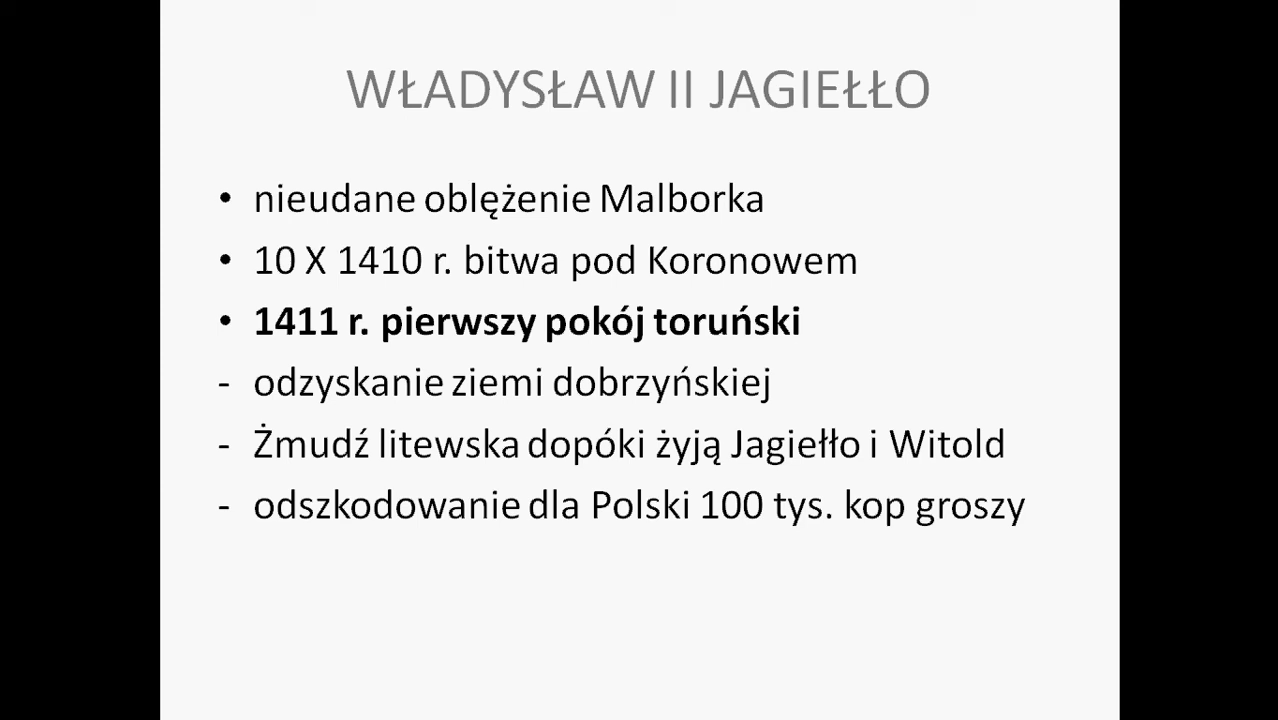 WŁADYSŁAW II JAGIEŁŁO
• nieudane oblężenie Malborka
• 10 X 1410 r. bitwa pod Koronowem
• 1411 r. pierwszy pokój toruński
- odzyskanie ziemi dobrzyńskiej
- Żmudź litewska dopóki żyją Jagiełło i Witold
- odszkodowanie dla Polski 100 tys. kop groszy